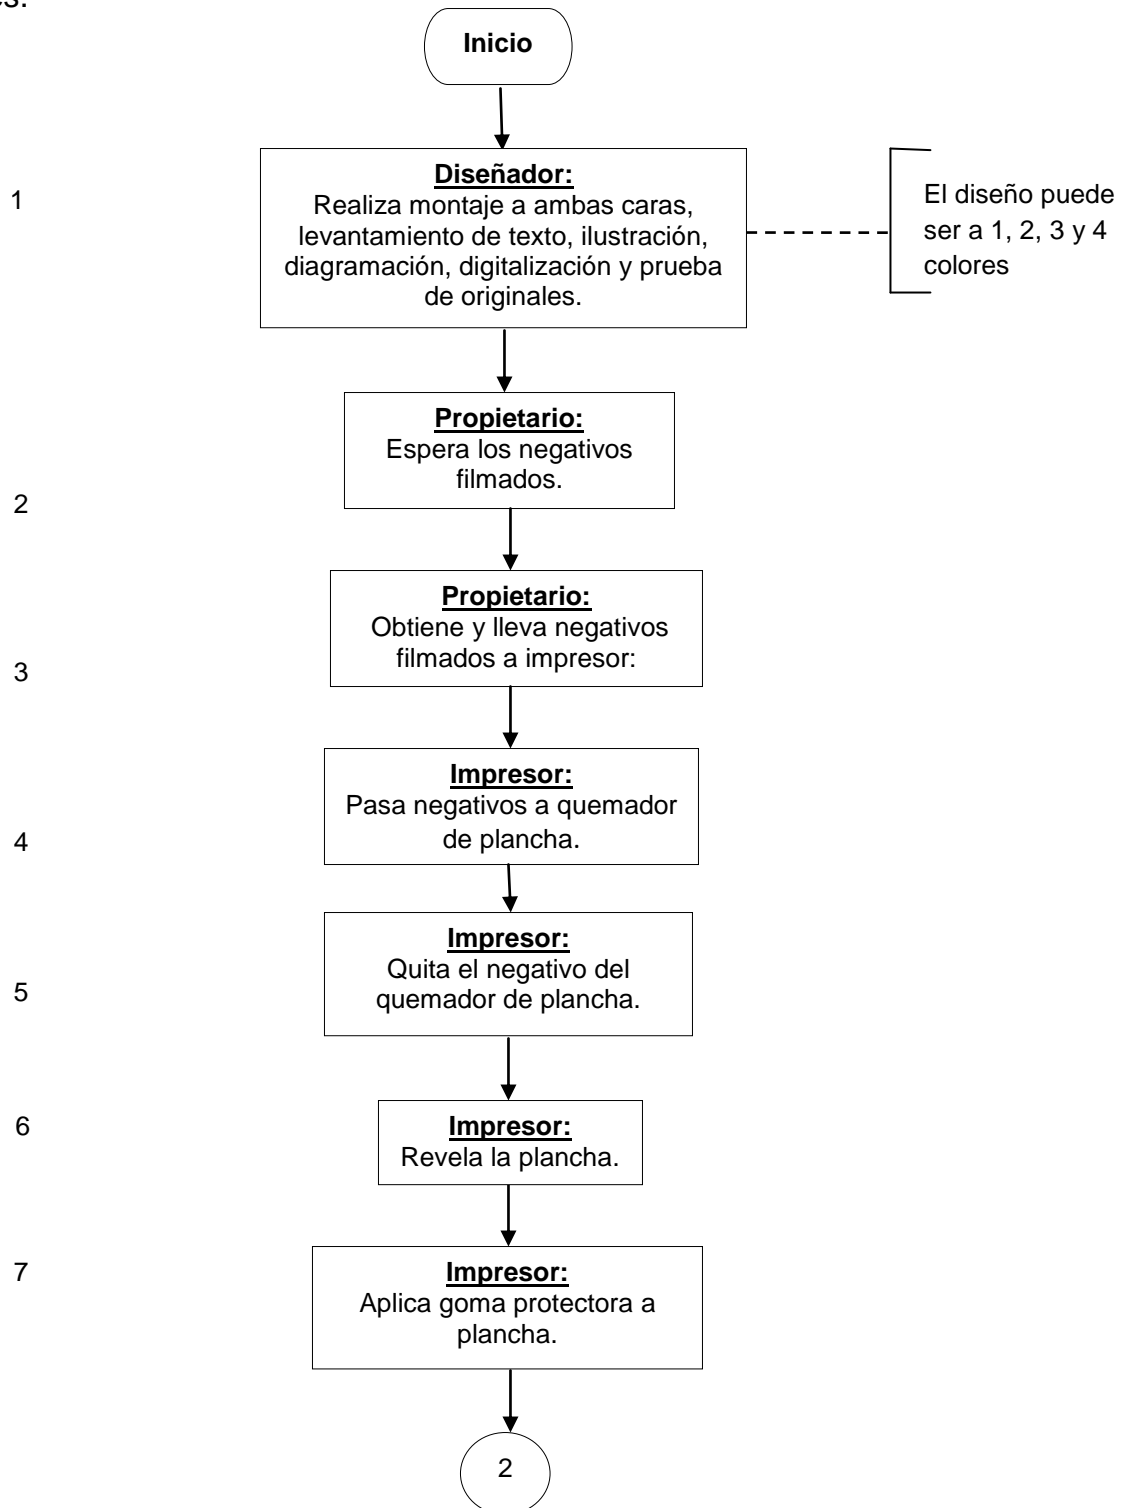 es.
Inicio
1
Diseñador:
Realiza montaje a ambas caras,
levantamiento de texto, ilustración,
diagramación, digitalización y prueba
de originales.
El diseño puede
ser a 1, 2, 3 y 4
colores
Propietario:
Espera los negativos
filmados.
2
Propietario:
Obtiene y lleva negativos
filmados a impresor:
3
Impresor:
Pasa negativos a quemador
de plancha.
4
Impresor:
Quita el negativo del
quemador de plancha.
5
6
Impresor:
Revela la plancha.
7
Impresor:
Aplica goma protectora a
plancha.
2